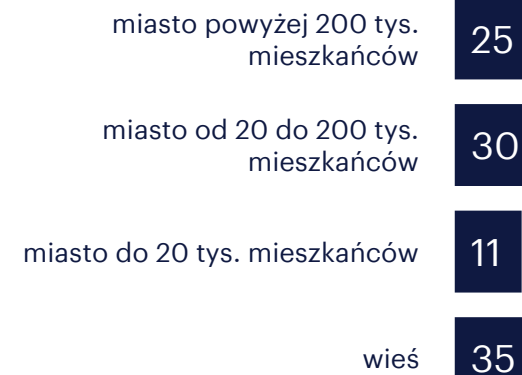 miasto powyżej 200 tys.
mieszkańców
25
miasto od 20 do 200 tys.
mieszkańców
30
miasto do 20 tys. mieszkańców
11
wieś
35